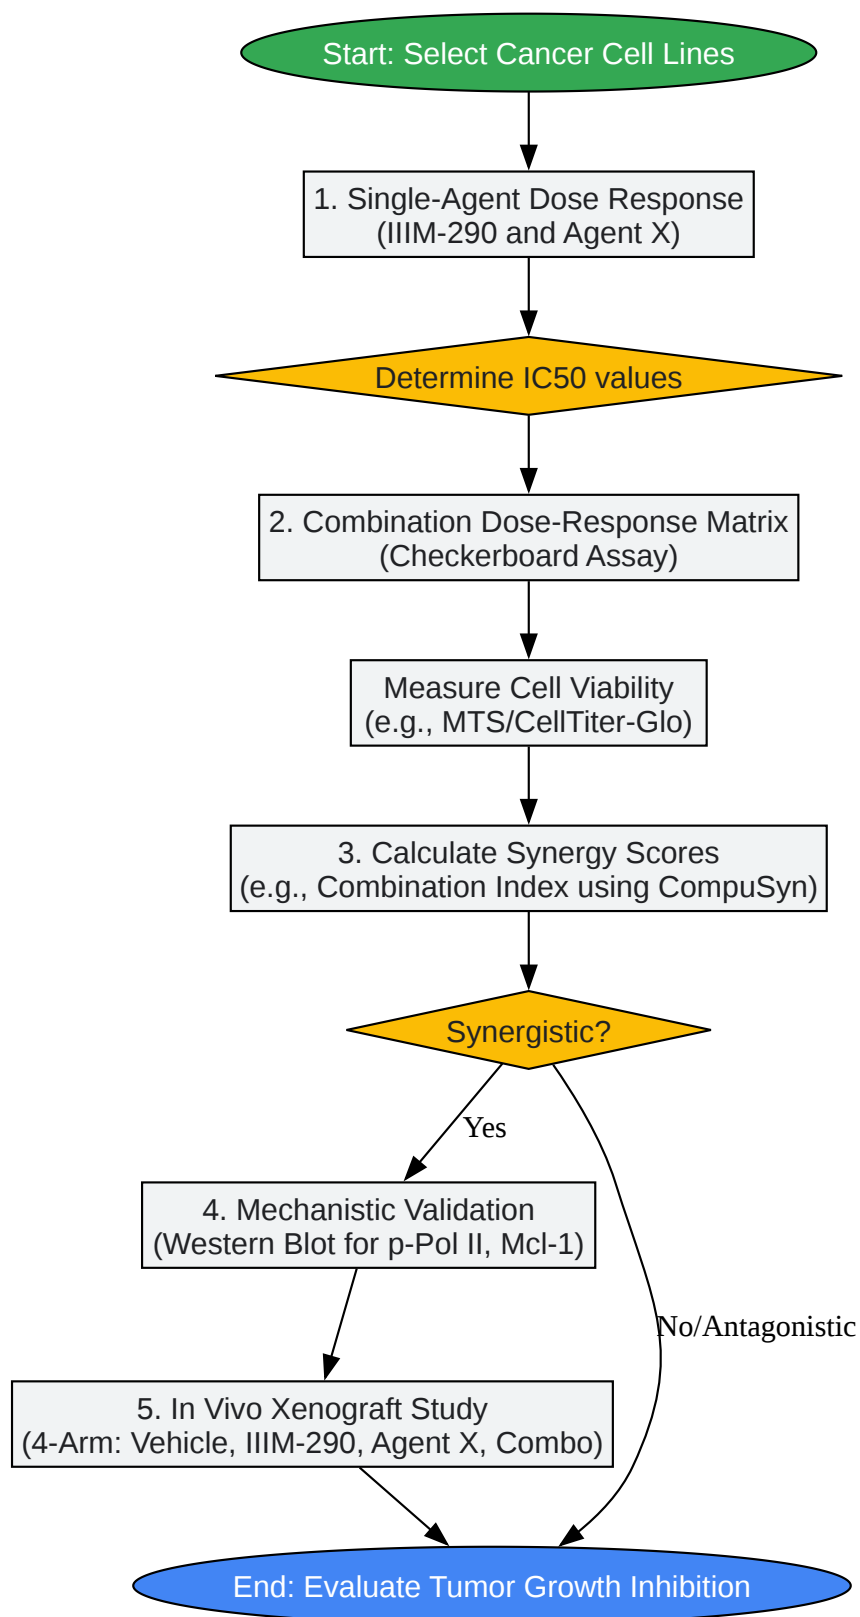 Start: Select Cancer Cell Lines
1. Single-Agent Dose Response
(IIIM-290 and Agent X)
Determine IC50 values
2. Combination Dose-Response Matrix
(Checkerboard Assay)
Measure Cell Viability
(e.g., MTS/CellTiter-Glo)
3. Calculate Synergy Scores
(e.g., Combination Index using CompuSyn)
Synergistic?
Yes
4. Mechanistic Validation
(Western Blot for p-Pol II, Mcl-1)
No/Antagonistic
5. In Vivo Xenograft Study
(4-Arm: Vehicle, IIIM-290, Agent X, Combo)
End: Evaluate Tumor Growth Inhibition